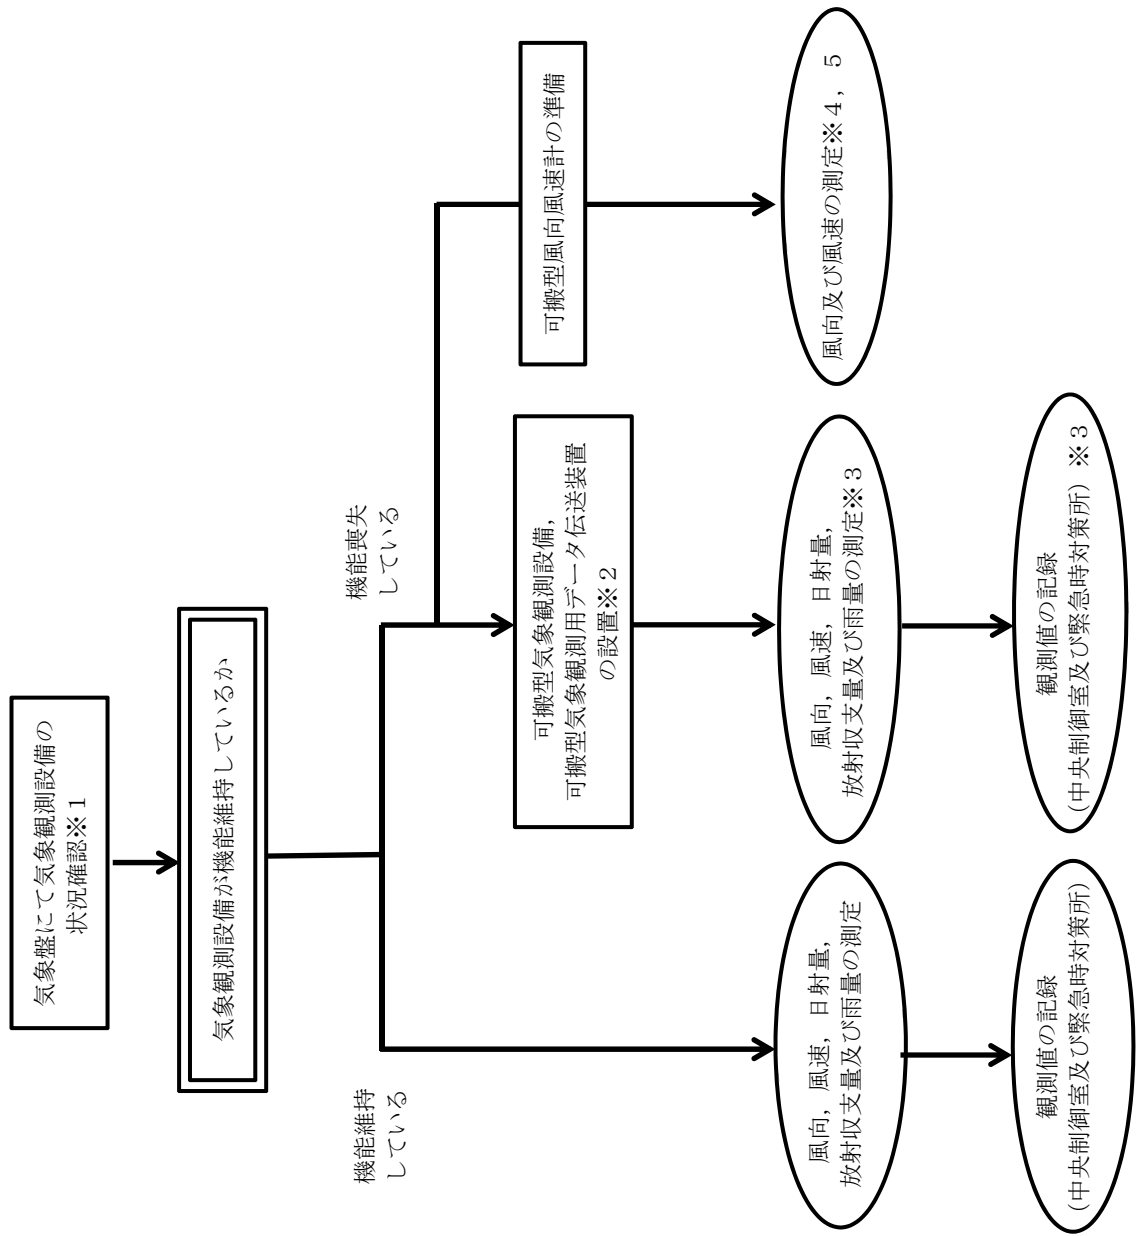 気象盤にて気象観測設備の
状況確認※1
気象観測設備が機能維持しているか
機能維持
している
機能喪失
している
風向，風速，日射量，
放射収支量及び雨量の測定
観測値の記録
(中央制御室及び緊急時対策所)
可搬型気象観測設備，
可搬型気象観測用データ伝送装置
の設置※2
風向，風速，日射量，
放射収支量及び雨量の測定※3
観測値の記録
(中央制御室及び緊急時対策所) ※3
可搬型風向風速計の準備
風向及び風速の測定※4，5